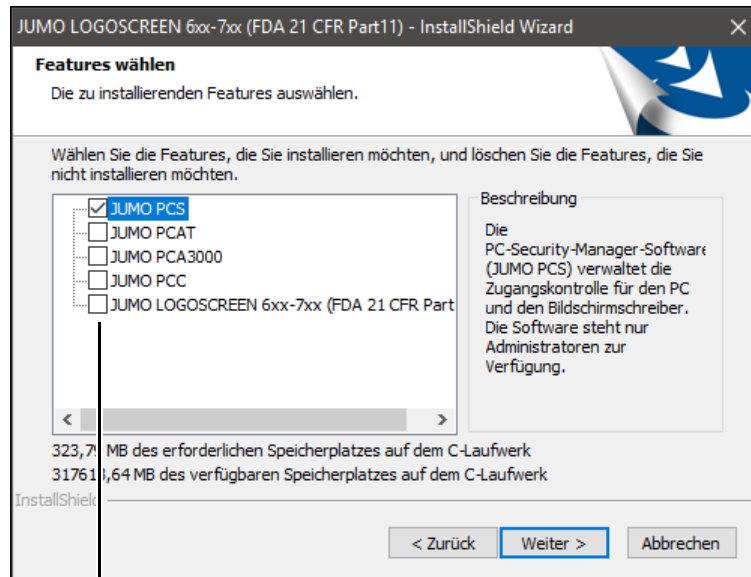 JUMO LOGOSCREEN 6xx-7xx (FDA 21 CFR Part11) - InstallShield Wizard
Features wählen
Die zu installierenden Features auswählen.
Wählen Sie die Features, die Sie installieren möchten, und löschen Sie die Features, die Sie
nicht installieren möchten.
JUMO PCS
JUMO PCAT
JUMO PCA3000
JUMO PCC
JUMO LOGOSCREEN 6xx-7xx (FDA 21 CFR Part
Beschreibung
Die
PC-Security-Manager-Software
(JUMO PCS) verwaltet die
Zugangskontrolle für den PC
und den Bildschirmschreiber.
Die Software steht nur
Administratoren zur
Verfügung.
323,79 MB des erforderlichen Speicherplatzes auf dem C-Laufwerk
MB des verfügbaren Speicherplatzes auf dem C-Laufwerk
InstallShield
< Zurück
Weiter >
Abbrechen